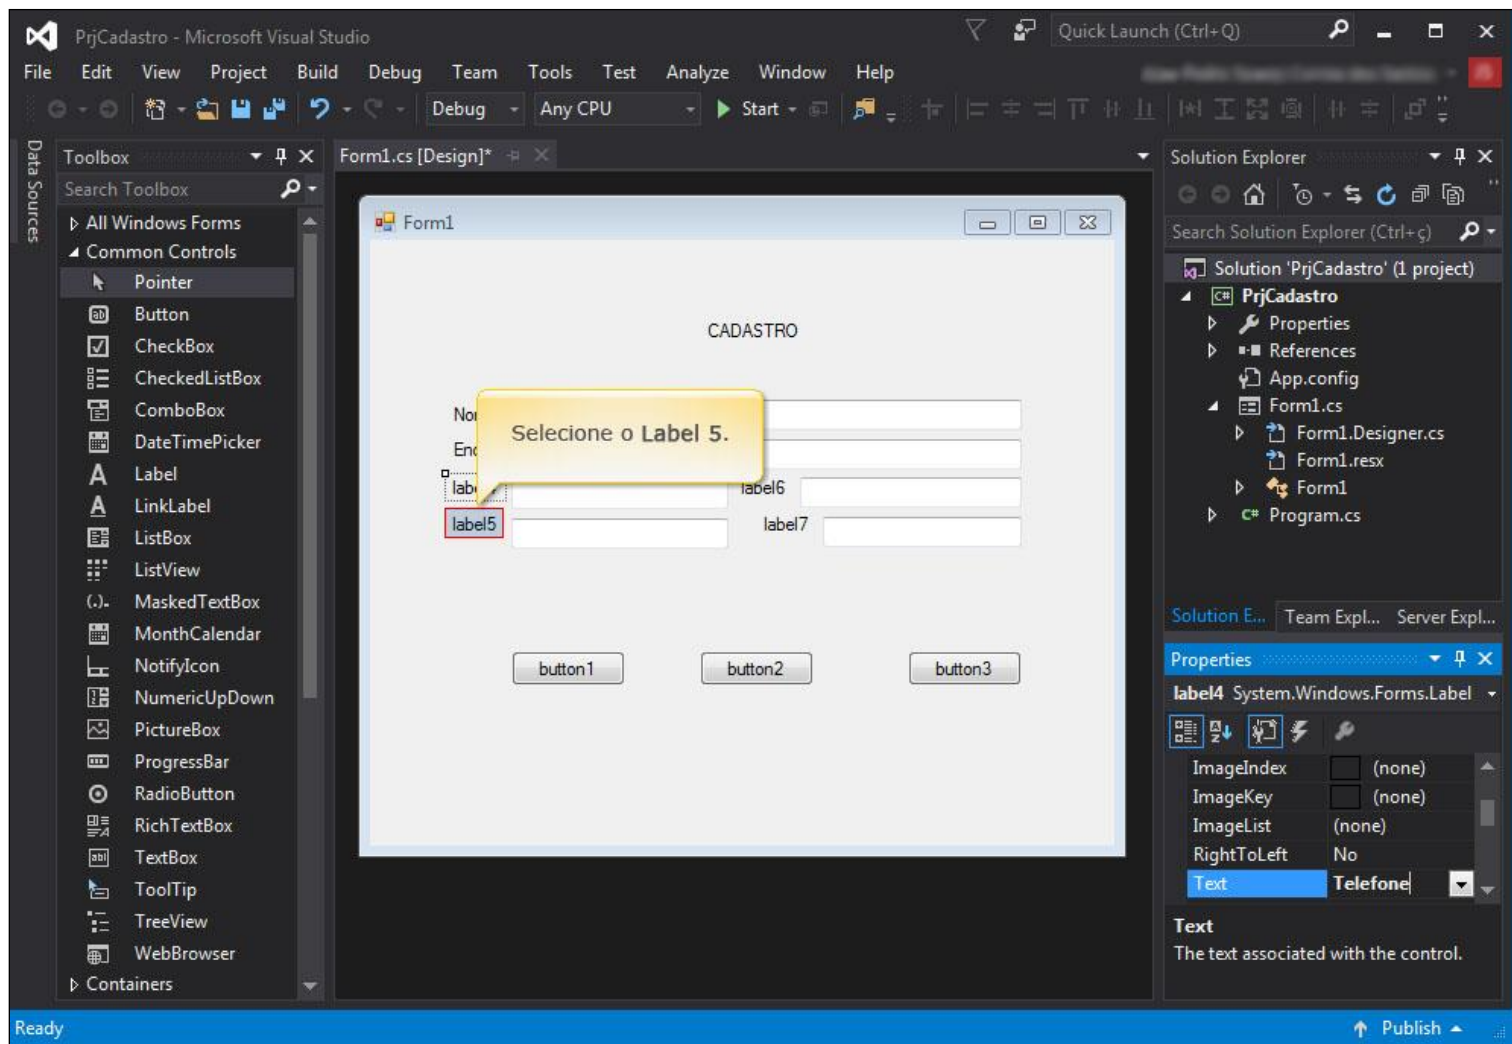 PrjCadastro - Microsoft Visual Studio
Quick Launch (Ctrl+Q)
File Edit View Project Build Debug Team Tools Test Analyze Window Help
Debug Any CPU Start
Data Sources
Toolbox
Search Toolbox
All Windows Forms
Common Controls
Pointer
Button
CheckBox
CheckedListBox
ComboBox
DateTimePicker
Label
LinkLabel
ListBox
ListView
MaskedTextBox
MonthCalendar
NotifyIcon
NumericUpDown
PictureBox
ProgressBar
RadioButton
RichTextBox
TextBox
ToolTip
TreeView
WebBrowser
Containers
Form1.cs [Design]*
Form1
CADASTRO
Selecione o Label 5.
label6
label5
label7
button1 button2 button3
Solution Explorer
Search Solution Explorer (Ctrl+ç)
Solution 'PrjCadastro' (1 project)
PrjCadastro
Properties
References
App.config
Form1.cs
Form1.Designer.cs
Form1.resx
Form1
Program.cs
Solution E... Team Expl... Server Expl...
Properties
label4 System.Windows.Forms.Label
ImageIndex (none)
ImageKey (none)
ImageList (none)
RightToLeft No
Text Telefone
Text
The text associated with the control.
Ready
Publish